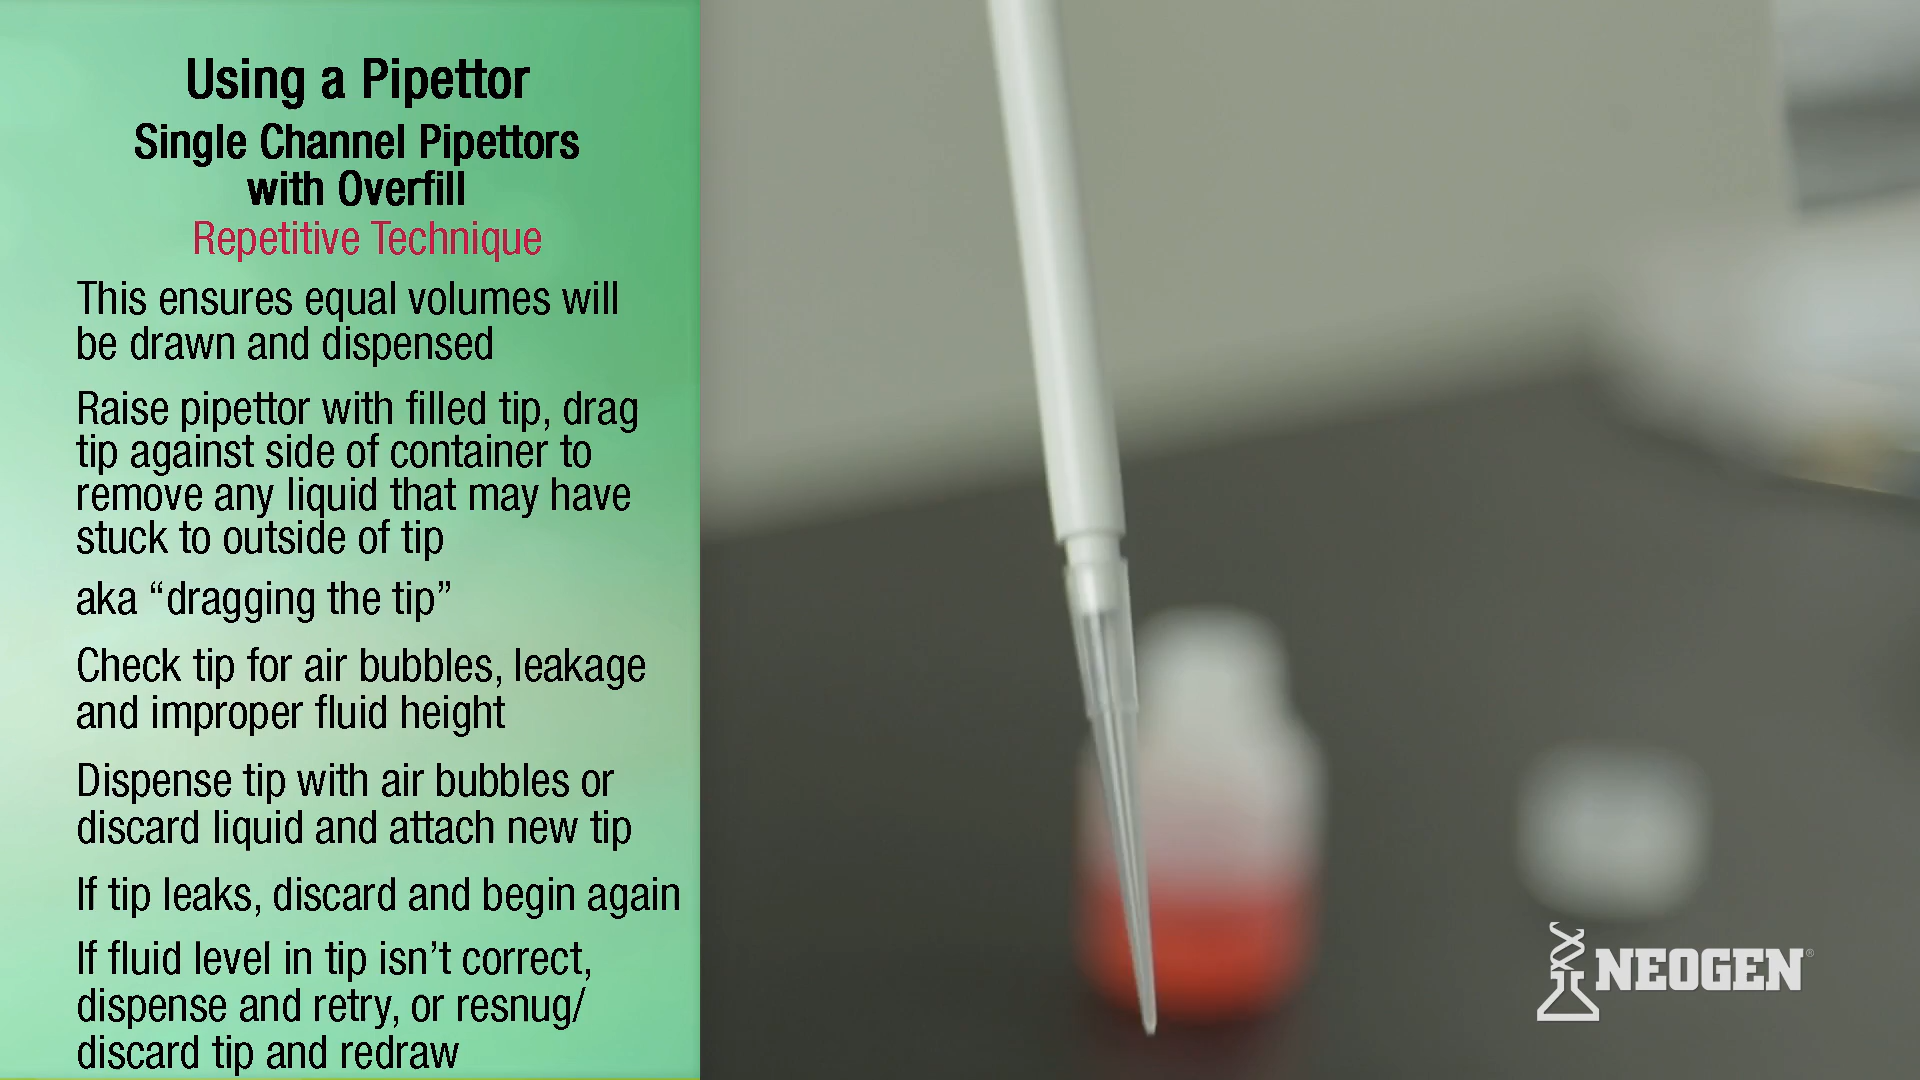 Using a Pipettor
Single Channel Pipettors
with Overfill
Repetitive Technique
This ensures equal volumes will
be drawn and dispensed
Raise pipettor with filled tip, drag
tip against side of container to
remove any liquid that may have
stuck to outside of tip
aka “dragging the tip”
Check tip for air bubbles, leakage
and improper fluid height
Dispense tip with air bubbles or
discard liquid and attach new tip
If tip leaks, discard and begin again
If fluid level in tip isn’t correct,
dispense and retry, or resnug/
discard tip and redraw
NEOGEN®